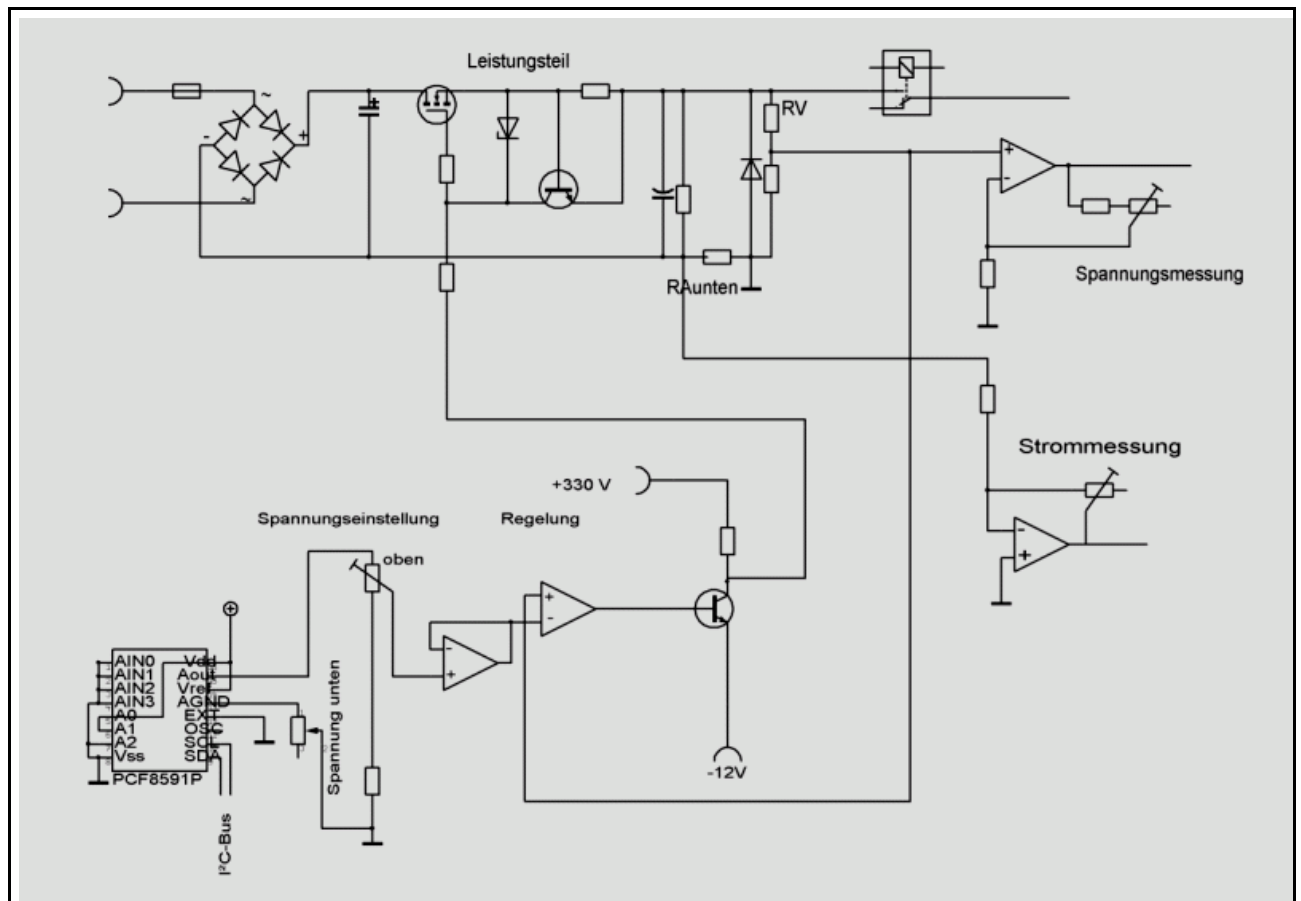 Leistungsteil
~
- +
~
RV
RAunten
+
-
Spannungsmessung
Strommessung
-
+
+330 V
Spannungseinstellung Regelung
oben
+
-
-
+
AIN0 Vdd
AIN1 Aout
AIN2 Vref
AIN3 AGND
A0 EXT
A1 OSC
A2 SCL
Vss SDA
PCF8591P
Spannung unten
-12V
I²C-Bus